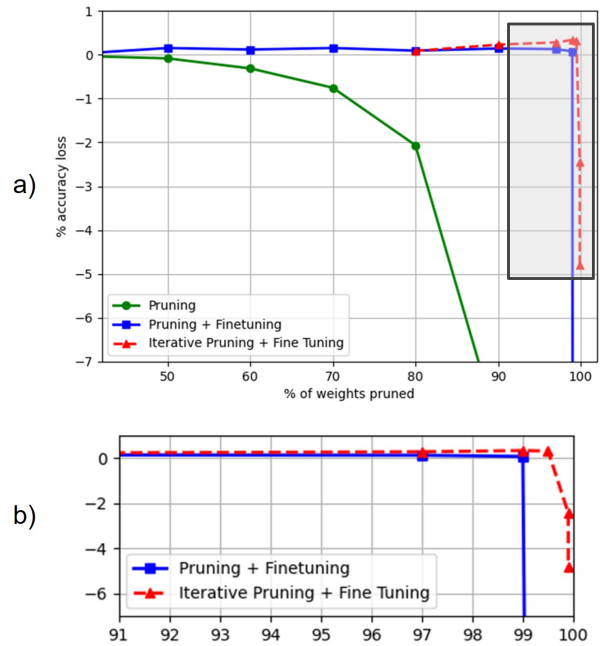 a)
% accuracy loss
1
0
−1
−2
−3
−4
−5
−6
−7
Pruning
Pruning + Finetuning
Iterative Pruning + Fine Tuning
50 60 70 80 90 100
% of weights pruned
b)
0
−2
−4
−6
Pruning + Finetuning
Iterative Pruning + Fine Tuning
91 92 93 94 95 96 97 98 99 100